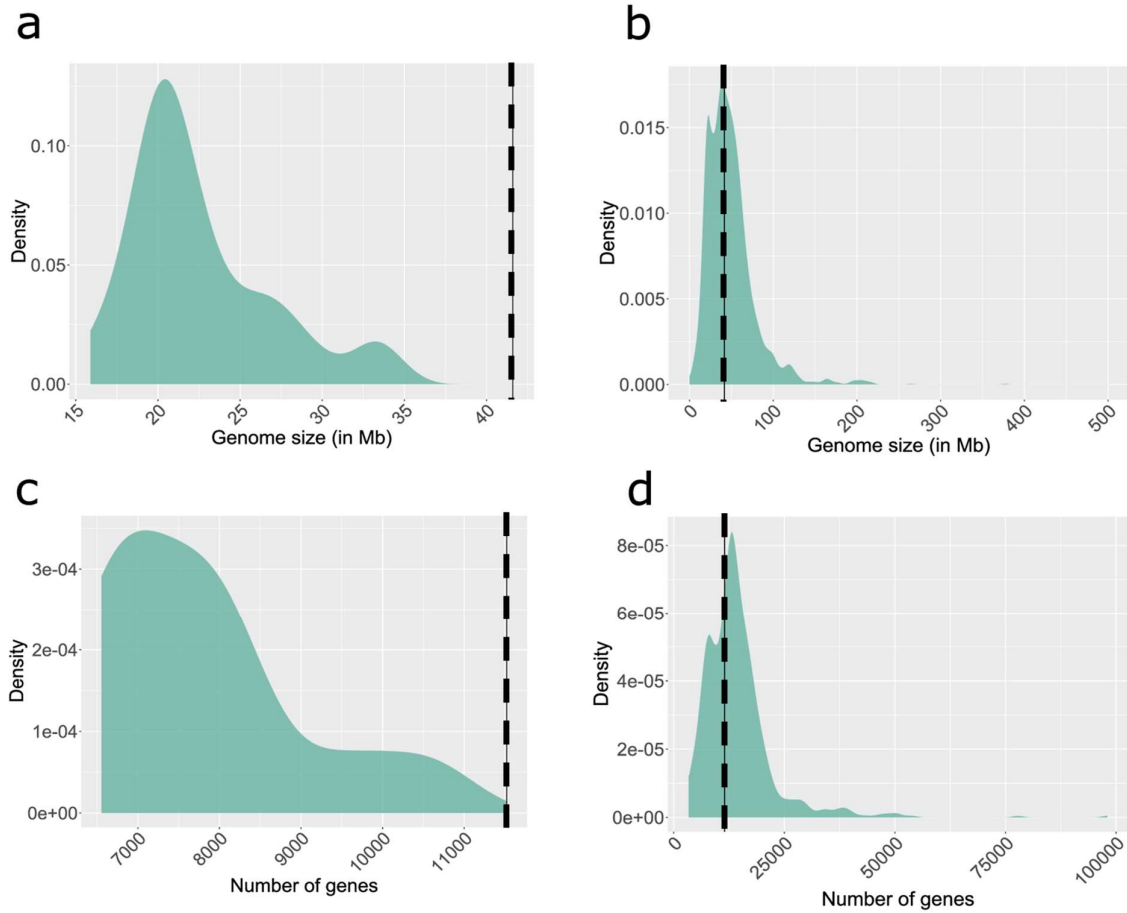 a
0.10
0.05
0.00
Density
15 20 25 30 35 40
Genome size (in Mb)
b
0.015
0.010
0.005
0.000
Density
0 100 200 300 400 500
Genome size (in Mb)
c
3e-04
2e-04
1e-04
0e+00
Density
7000 8000 9000 10000 11000
Number of genes
d
8e-05
6e-05
4e-05
2e-05
0e+00
Density
0 25000 50000 75000 100000
Number of genes